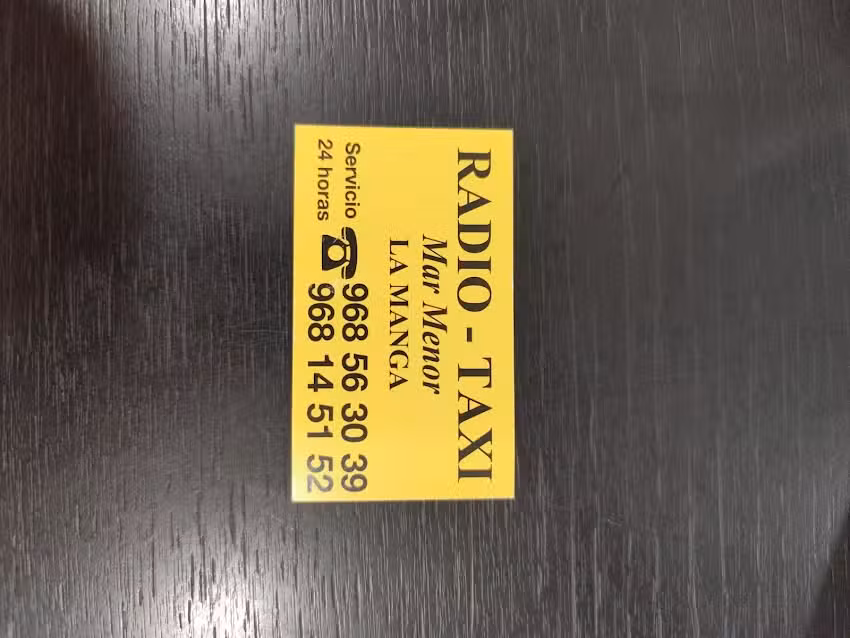 RADIO - TAXI
Mar Menor
LA MANGA
Servicio 968 56 30 39
24 horas 968 14 51 52